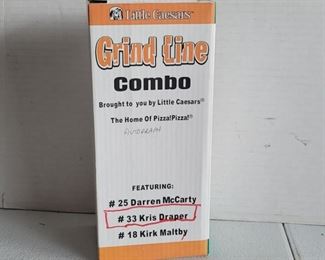 Little Caesars®
Grind Line
Combo
Brought to you by Little Caesars®
The Home Of Pizza!Pizza!®
AUTOGRAPH
FEATURING:
# 25 Darren McCarty
# 33 Kris Draper
# 18 Kirk Maltby